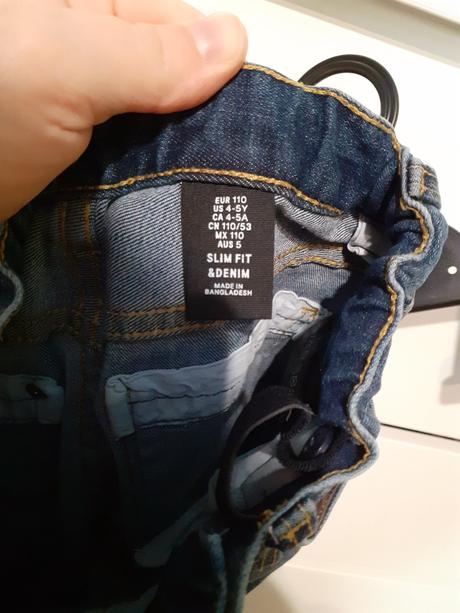 EUR 110
US 4-5Y
CA 4-5A
CN 110/53
MX 110
AUS 5
SLIM FIT
&DENIM
MADE IN
BANGLADESH